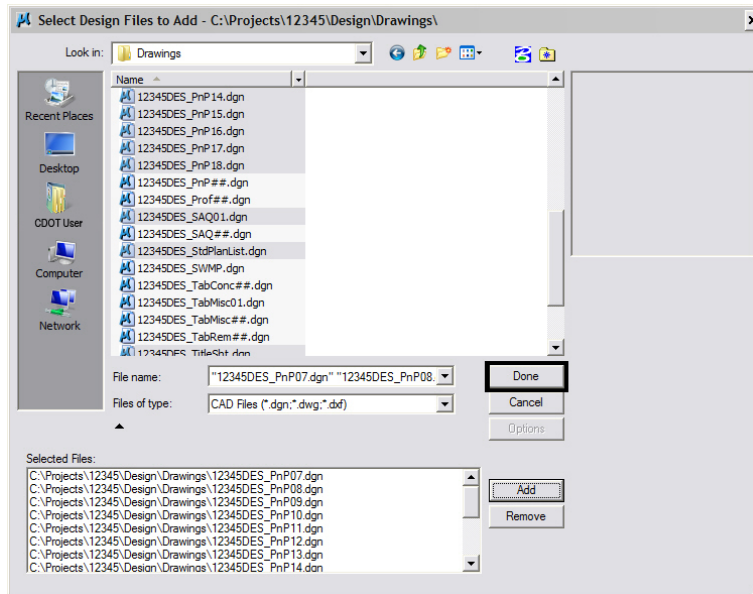 Select Design Files to Add - C:\Projects\12345\Design\Drawings\
Look in: Drawings
Name
12345DES_PnP14.dgn
12345DES_PnP15.dgn
12345DES_PnP16.dgn
12345DES_PnP17.dgn
12345DES_PnP18.dgn
12345DES_PnP##.dgn
12345DES_Prof##.dgn
12345DES_SAQ01.dgn
12345DES_SAQ##.dgn
12345DES_StdPlanList.dgn
12345DES_SWMP.dgn
12345DES_TabConc##.dgn
12345DES_TabMisc01.dgn
12345DES_TabMisc##.dgn
12345DES_TabRem##.dgn
12345DES_TitleSht.dgn
Recent Places
Desktop
CDOT User
Computer
Network
File name: "12345DES_PnP07.dgn" "12345DES_PnP08.
Done
Files of type: CAD Files (*.dgn;*.dwg;*.dxf)
Cancel
Options
Selected Files:
C:\Projects\12345\Design\Drawings\12345DES_PnP07.dgn
C:\Projects\12345\Design\Drawings\12345DES_PnP08.dgn
C:\Projects\12345\Design\Drawings\12345DES_PnP09.dgn
C:\Projects\12345\Design\Drawings\12345DES_PnP10.dgn
C:\Projects\12345\Design\Drawings\12345DES_PnP11.dgn
C:\Projects\12345\Design\Drawings\12345DES_PnP12.dgn
C:\Projects\12345\Design\Drawings\12345DES_PnP13.dgn
C:\Projects\12345\Design\Drawings\12345DES_PnP14.dgn
Add
Remove